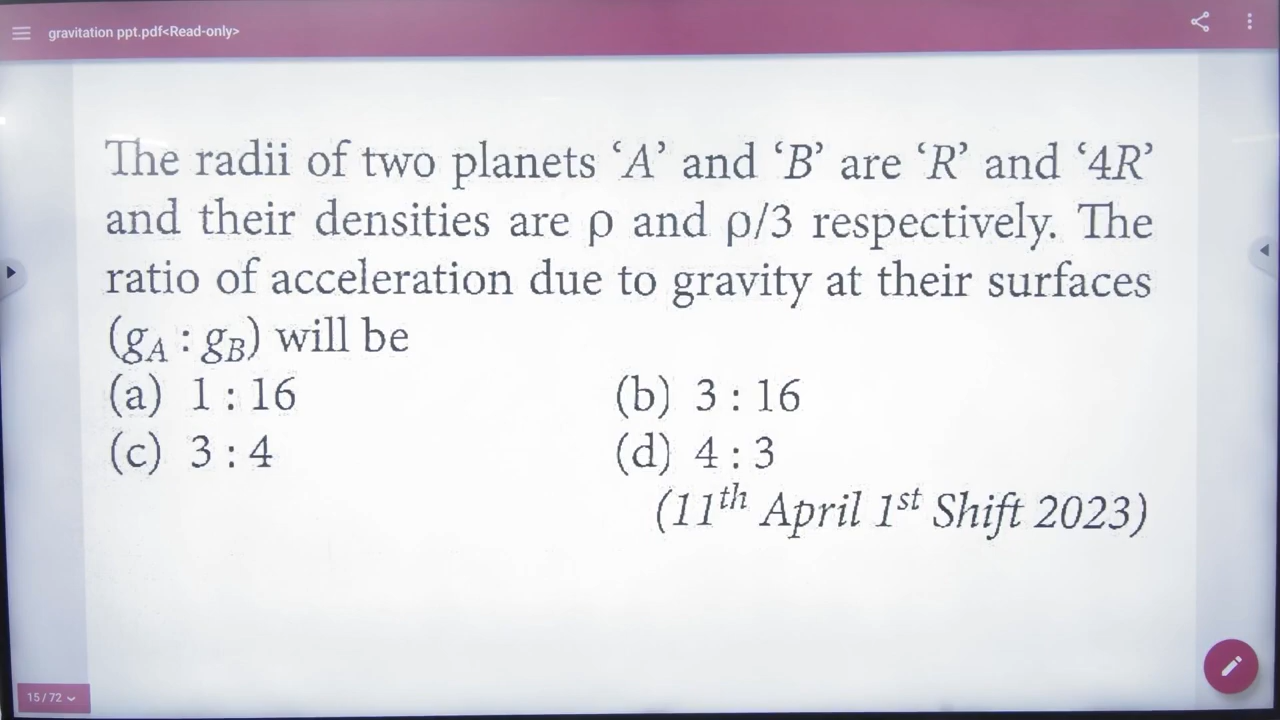 gravitation ppt.pdf<Read-only>
The radii of two planets ‘A’ and ‘B’ are ‘R’ and ‘4R’
and their densities are ρ and ρ/3 respectively. The
ratio of acceleration due to gravity at their surfaces
(gA : gB) will be
(a) 1 : 16 (b) 3 : 16
(c) 3 : 4 (d) 4 : 3
(11th April 1st Shift 2023)
15 / 72